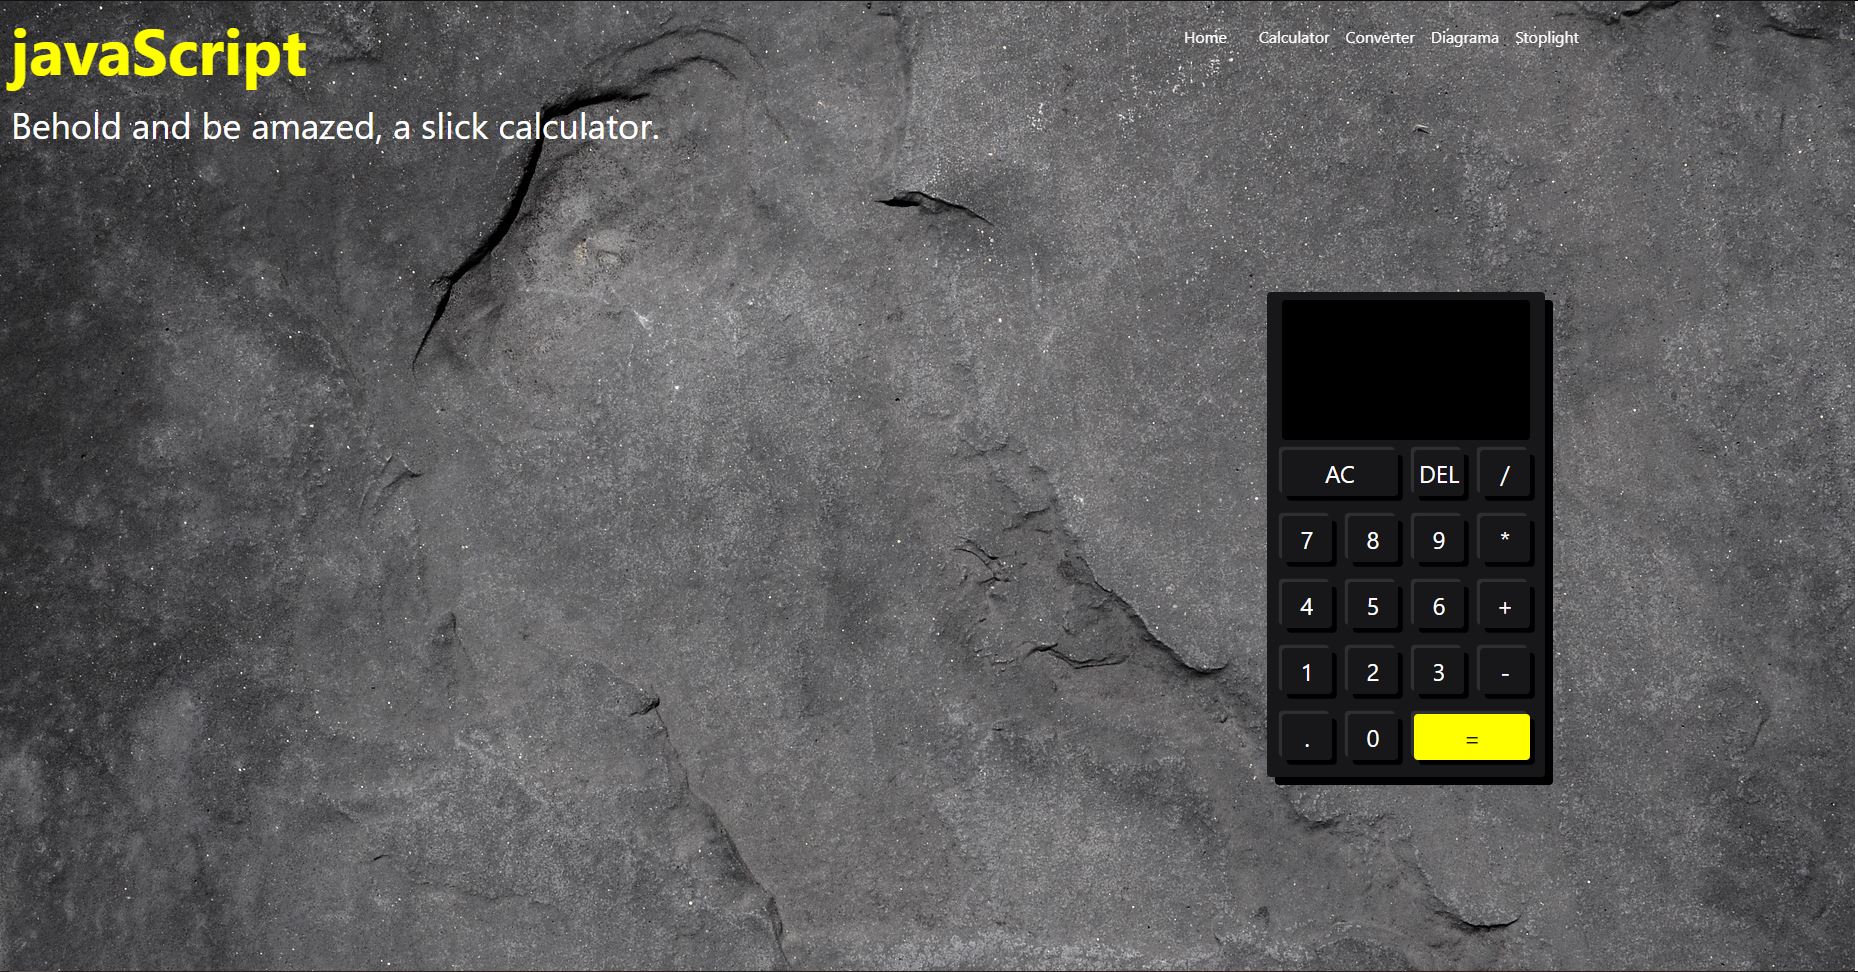 javaScript
Home Calculator Converter Diagrama Stoplight
Behold and be amazed, a slick calculator.
AC DEL /
7 8 9 *
4 5 6 +
1 2 3 -
. 0 =